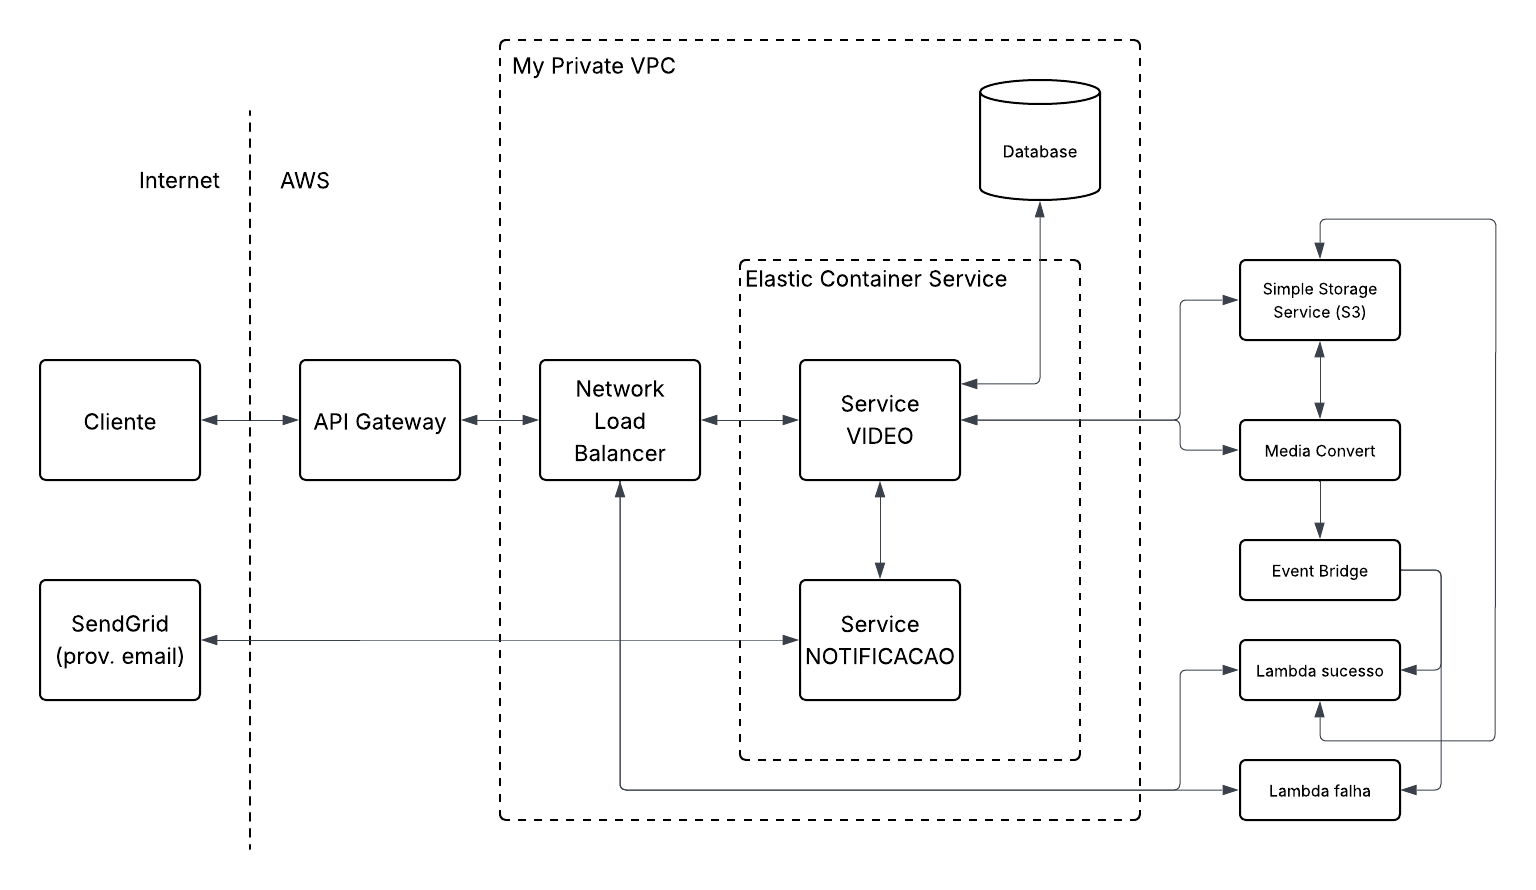 My Private VPC
Database
Internet
AWS
Elastic Container Service
Simple Storage
Service (S3)
Cliente
API Gateway
Network
Load
Balancer
Service
VIDEO
Media Convert
Event Bridge
SendGrid
(prov. email)
Service
NOTIFICACAO
Lambda sucesso
Lambda falha